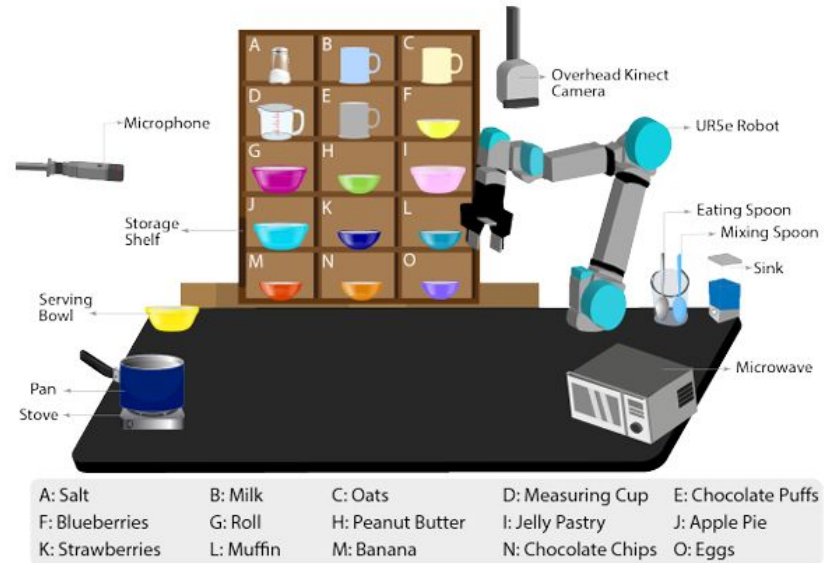 A
B
C
D
E
F
G
H
I
J
K
L
M
N
O
Microphone
Storage
Shelf
Serving
Bowl
Pan
Stove
Overhead Kinect
Camera
UR5e Robot
Eating Spoon
Mixing Spoon
Sink
Microwave
A: Salt B: Milk C: Oats D: Measuring Cup E: Chocolate Puffs
F: Blueberries G: Roll H: Peanut Butter I: Jelly Pastry J: Apple Pie
K: Strawberries L: Muffin M: Banana N: Chocolate Chips O: Eggs